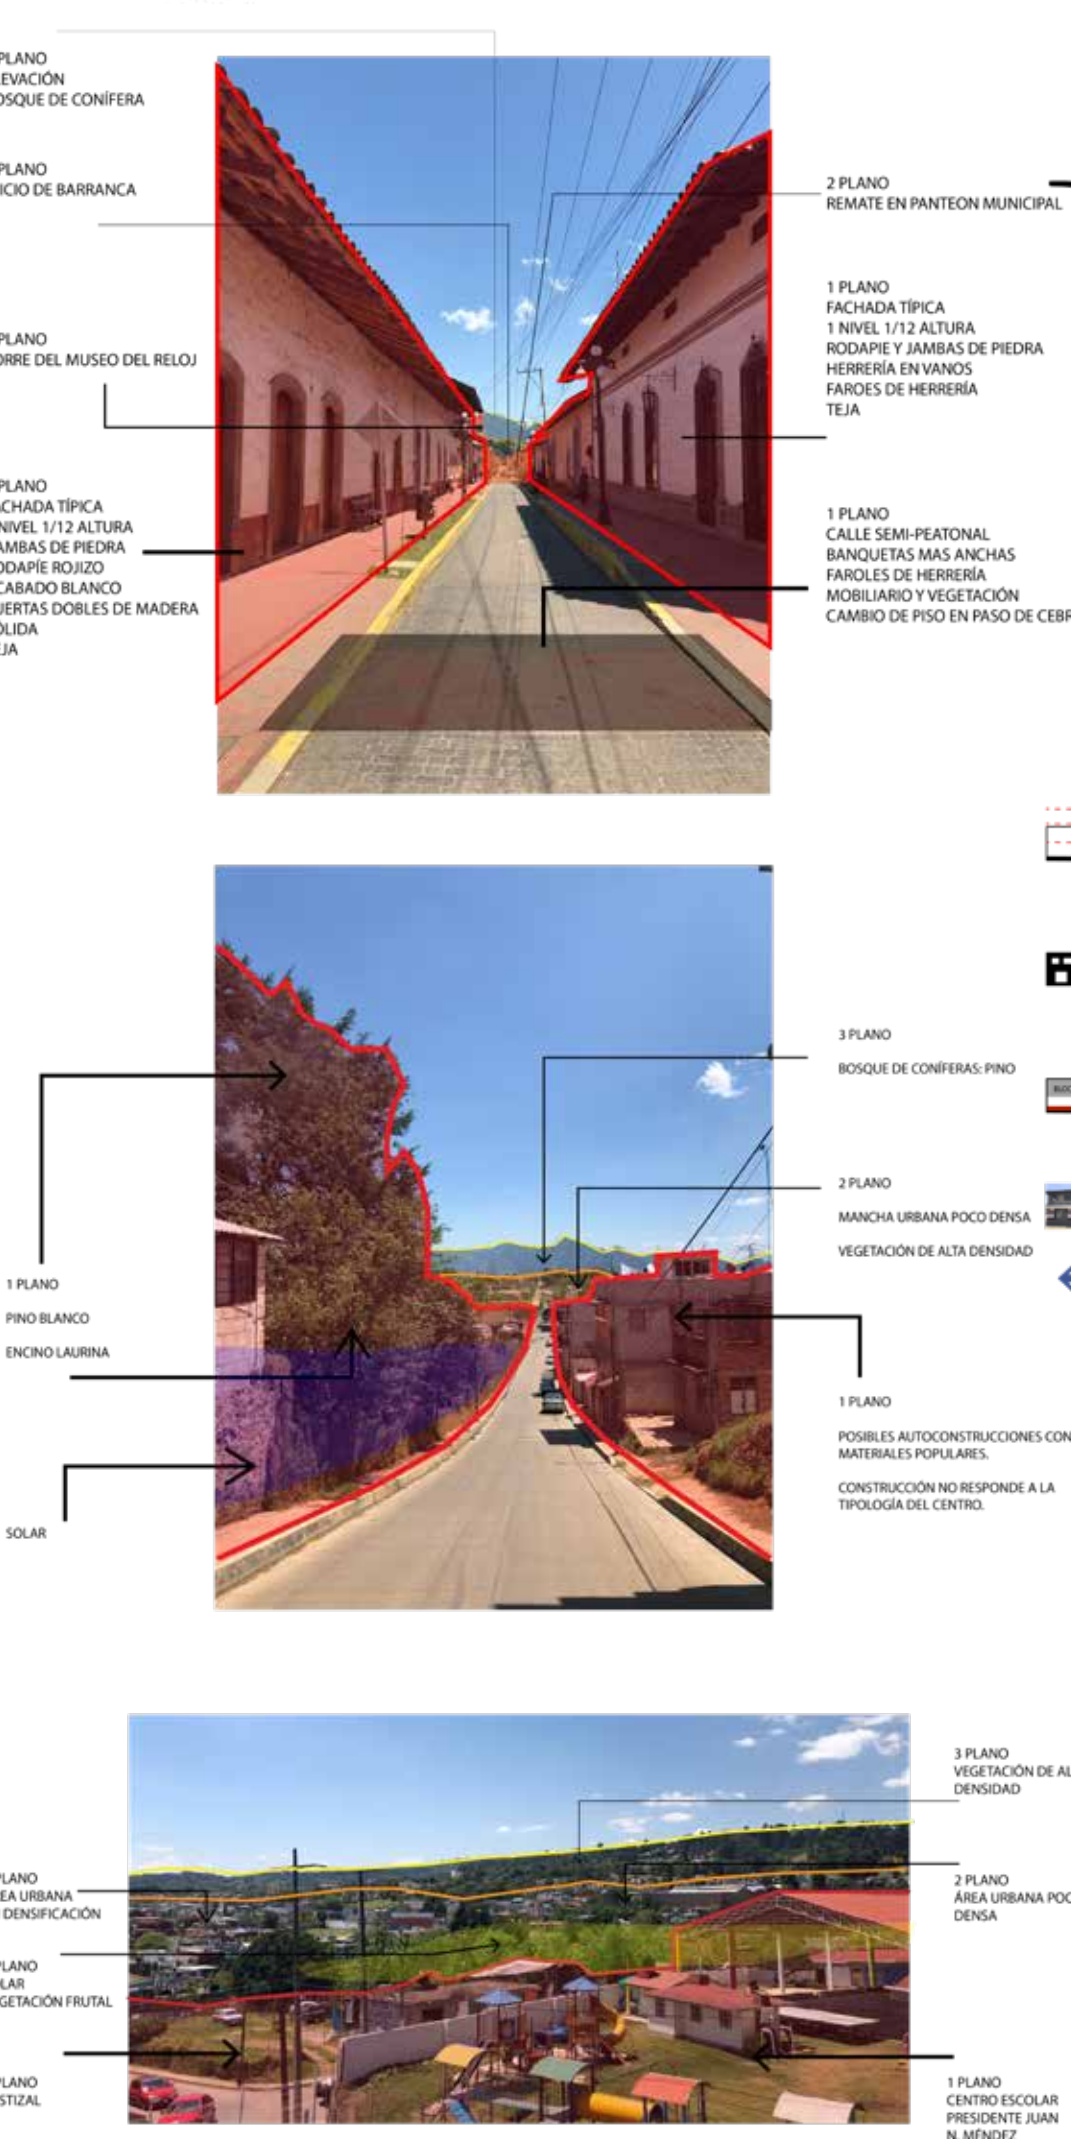 PLANO
EVACIÓN
OSQUE DE CONÍFERA
PLANO
ICIO DE BARRANCA
PLANO
ORRE DEL MUSEO DEL RELOJ
PLANO
ACHADA TÍPICA
NIVEL 1/12 ALTURA
AMBAS DE PIEDRA
ODAPÍE ROJIZO
CABADO BLANCO
UERTAS DOBLES DE MADERA
ÓLIDA
EJA
2 PLANO
REMATE EN PANTEON MUNICIPAL
1 PLANO
FACHADA TÍPICA
1 NIVEL 1/12 ALTURA
RODAPIE Y JAMBAS DE PIEDRA
HERRERÍA EN VANOS
FAROES DE HERRERÍA
TEJA
1 PLANO
CALLE SEMI-PEATONAL
BANQUETAS MAS ANCHAS
FAROLES DE HERRERÍA
MOBILIARIO Y VEGETACIÓN
CAMBIO DE PISO EN PASO DE CEBR
1 PLANO
PINO BLANCO
ENCINO LAURINA
SOLAR
3 PLANO
BOSQUE DE CONÍFERAS: PINO
2 PLANO
MANCHA URBANA POCO DENSA
VEGETACIÓN DE ALTA DENSIDAD
1 PLANO
POSIBLES AUTOCONSTRUCCIONES CON
MATERIALES POPULARES.
CONSTRUCCIÓN NO RESPONDE A LA
TIPOLOGÍA DEL CENTRO.
PLANO
EA URBANA
DENSIFICACIÓN
PLANO
LAR
GETACIÓN FRUTAL
PLANO
STIZAL
3 PLANO
VEGETACIÓN DE AL
DENSIDAD
2 PLANO
ÁREA URBANA POC
DENSA
1 PLANO
CENTRO ESCOLAR
PRESIDENTE JUAN
N. MÉNDEZ